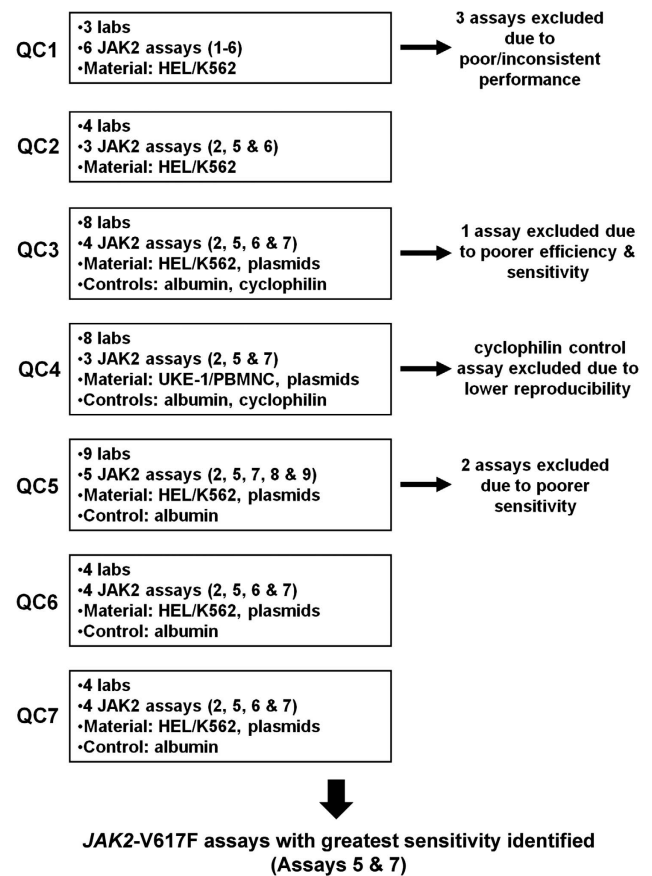 QC1
•3 labs
•6 JAK2 assays (1-6)
•Material: HEL/K562
3 assays excluded
due to
poor/inconsistent
performance
QC2
•4 labs
•3 JAK2 assays (2, 5 & 6)
•Material: HEL/K562
QC3
•8 labs
•4 JAK2 assays (2, 5, 6 & 7)
•Material: HEL/K562, plasmids
•Controls: albumin, cyclophilin
1 assay excluded due
to poorer efficiency &
sensitivity
QC4
•8 labs
•3 JAK2 assays (2, 5 & 7)
•Material: UKE-1/PBMNC, plasmids
•Controls: albumin, cyclophilin
cyclophilin control
assay excluded due to
lower reproducibility
QC5
•9 labs
•5 JAK2 assays (2, 5, 7, 8 & 9)
•Material: HEL/K562, plasmids
•Control: albumin
2 assays excluded
due to poorer
sensitivity
QC6
•4 labs
•4 JAK2 assays (2, 5, 6 & 7)
•Material: HEL/K562, plasmids
•Control: albumin
QC7
•4 labs
•4 JAK2 assays (2, 5, 6 & 7)
•Material: HEL/K562, plasmids
•Control: albumin
JAK2-V617F assays with greatest sensitivity identified
(Assays 5 & 7)